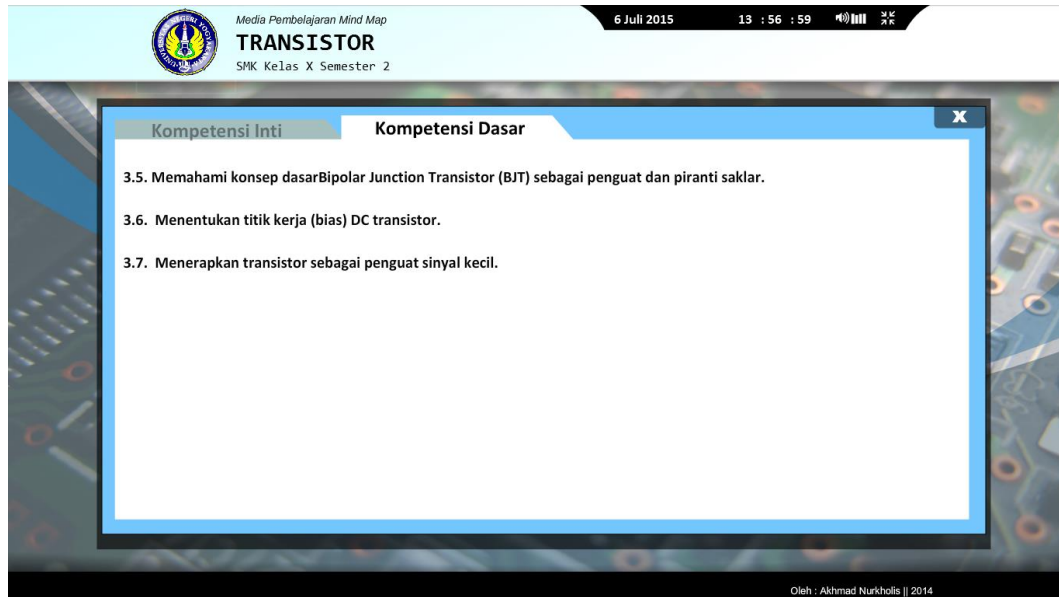 Media Pembelajaran Mind Map
TRANSISTOR
SMK Kelas X Semester 2
6 Juli 2015 13 : 56 : 59
Kompetensi Inti
Kompetensi Dasar
X
3.5. Memahami konsep dasarBipolar Junction Transistor (BJT) sebagai penguat dan piranti saklar.
3.6. Menentukan titik kerja (bias) DC transistor.
3.7. Menerapkan transistor sebagai penguat sinyal kecil.
Oleh : Akhmad Nurkholis || 2014